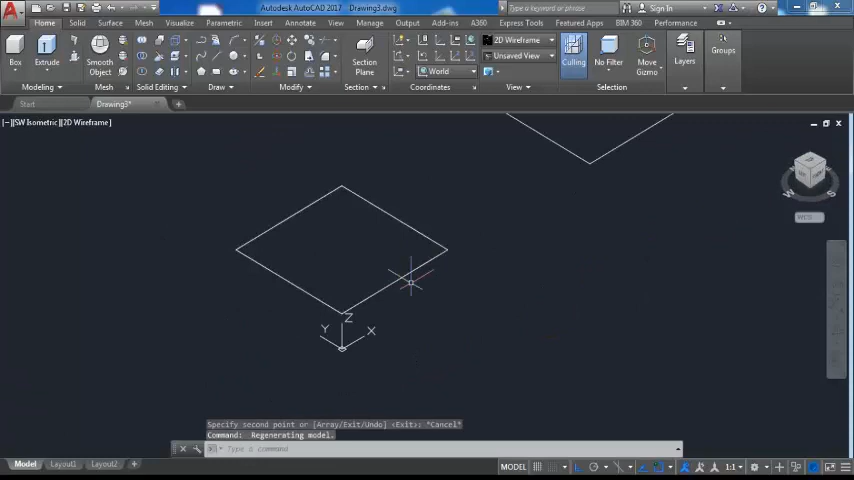 Autodesk AutoCAD 2017 Drawing3.dwg
Type a keyword or phrase
Sign In
Home Solid Surface Mesh Visualize Parametric Insert Annotate View Manage Output Add-ins A360 Express Tools Featured Apps BIM 360 Performance
Box
Extrude
Smooth
Object
Section
Plane
2D Wireframe
Unsaved View
World
Culling
No Filter
Move
Gizmo
Layers
Groups
Modeling
Mesh
Solid Editing
Draw
Modify
Section
Coordinates
View
Selection
Start
Drawing3*
[−][SW Isometric][2D Wireframe]
W
S
WCS
Z
Y
X
Specify second point or [Array/Exit/Undo] <Exit>: *Cancel*
Command: Regenerating model.
Type a command
Model
Layout1
Layout2
MODEL
1:1